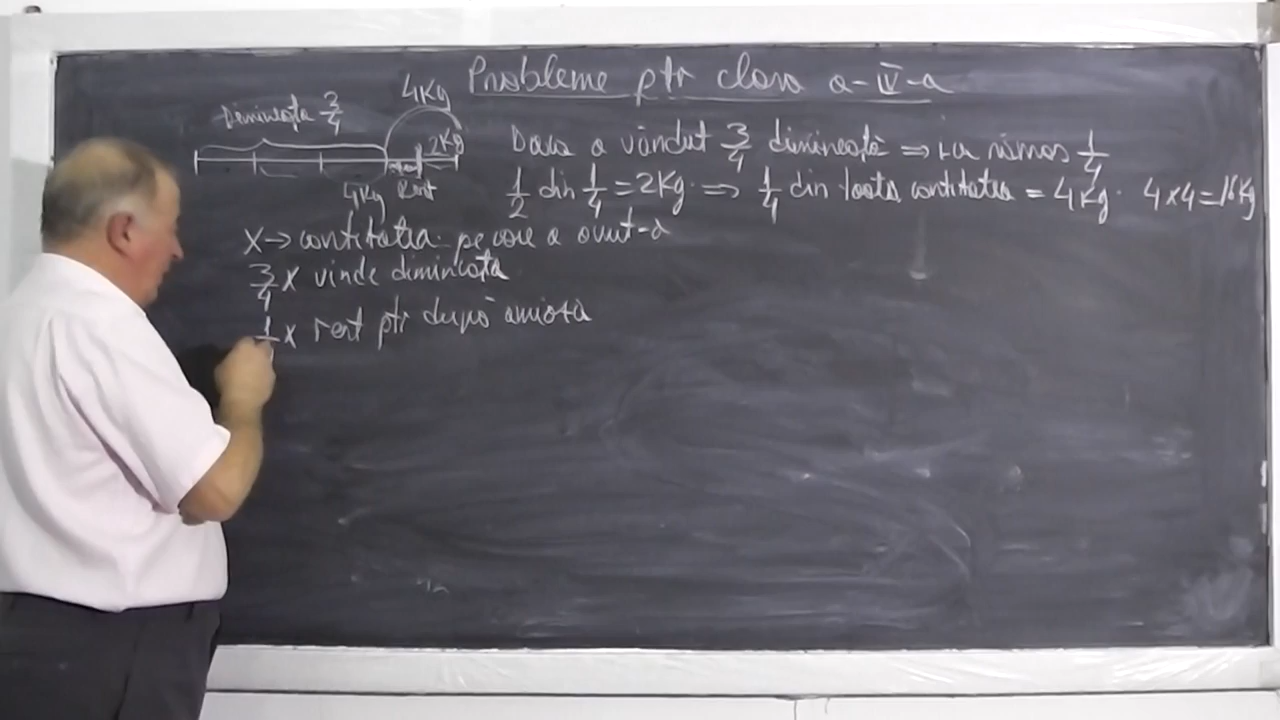 Probleme ptr clasa a-IV-a
Dimineața 3/4
4Kg
2Kg
4Kg Rest
Daca a vândut 3/4 dimineață ⇒ i-a rămas 1/4
1/2 din 1/4 = 2Kg ⇒ 1/4 din toata cantitatea = 4Kg. 4x4=16Kg
x → cantitatea pe care a avut-o
3/4 x vinde dimineața
1/4 x rest ptr după amiază